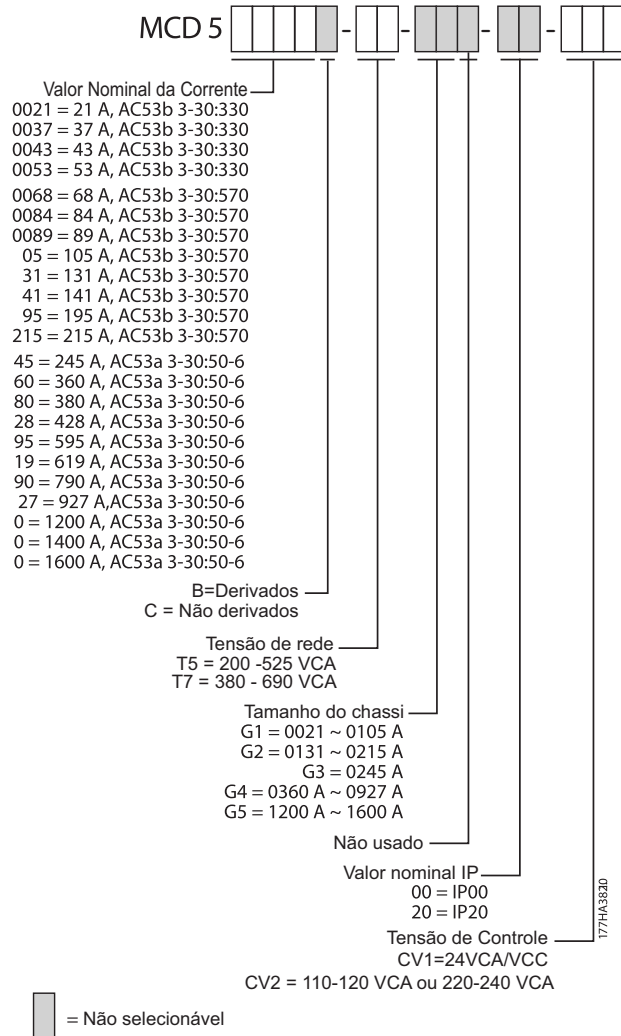 MCD 5 - - - -
Valor Nominal da Corrente
0021 = 21 A, AC53b 3-30:330
0037 = 37 A, AC53b 3-30:330
0043 = 43 A, AC53b 3-30:330
0053 = 53 A, AC53b 3-30:330
0068 = 68 A, AC53b 3-30:570
0084 = 84 A, AC53b 3-30:570
0089 = 89 A, AC53b 3-30:570
05 = 105 A, AC53b 3-30:570
31 = 131 A, AC53b 3-30:570
41 = 141 A, AC53b 3-30:570
95 = 195 A, AC53b 3-30:570
215 = 215 A, AC53b 3-30:570
45 = 245 A, AC53a 3-30:50-6
60 = 360 A, AC53a 3-30:50-6
80 = 380 A, AC53a 3-30:50-6
28 = 428 A, AC53a 3-30:50-6
95 = 595 A, AC53a 3-30:50-6
19 = 619 A, AC53a 3-30:50-6
90 = 790 A, AC53a 3-30:50-6
27 = 927 A,AC53a 3-30:50-6
0 = 1200 A, AC53a 3-30:50-6
0 = 1400 A, AC53a 3-30:50-6
0 = 1600 A, AC53a 3-30:50-6
B=Derivados
C = Não derivados
Tensão de rede
T5 = 200 -525 VCA
T7 = 380 - 690 VCA
Tamanho do chassi
G1 = 0021 ~ 0105 A
G2 = 0131 ~ 0215 A
G3 = 0245 A
G4 = 0360 A ~ 0927 A
G5 = 1200 A ~ 1600 A
Não usado
Valor nominal IP
00 = IP00
20 = IP20
Tensão de Controle
CV1=24VCA/VCC
CV2 = 110-120 VCA ou 220-240 VCA
177HA3820
= Não selecionável